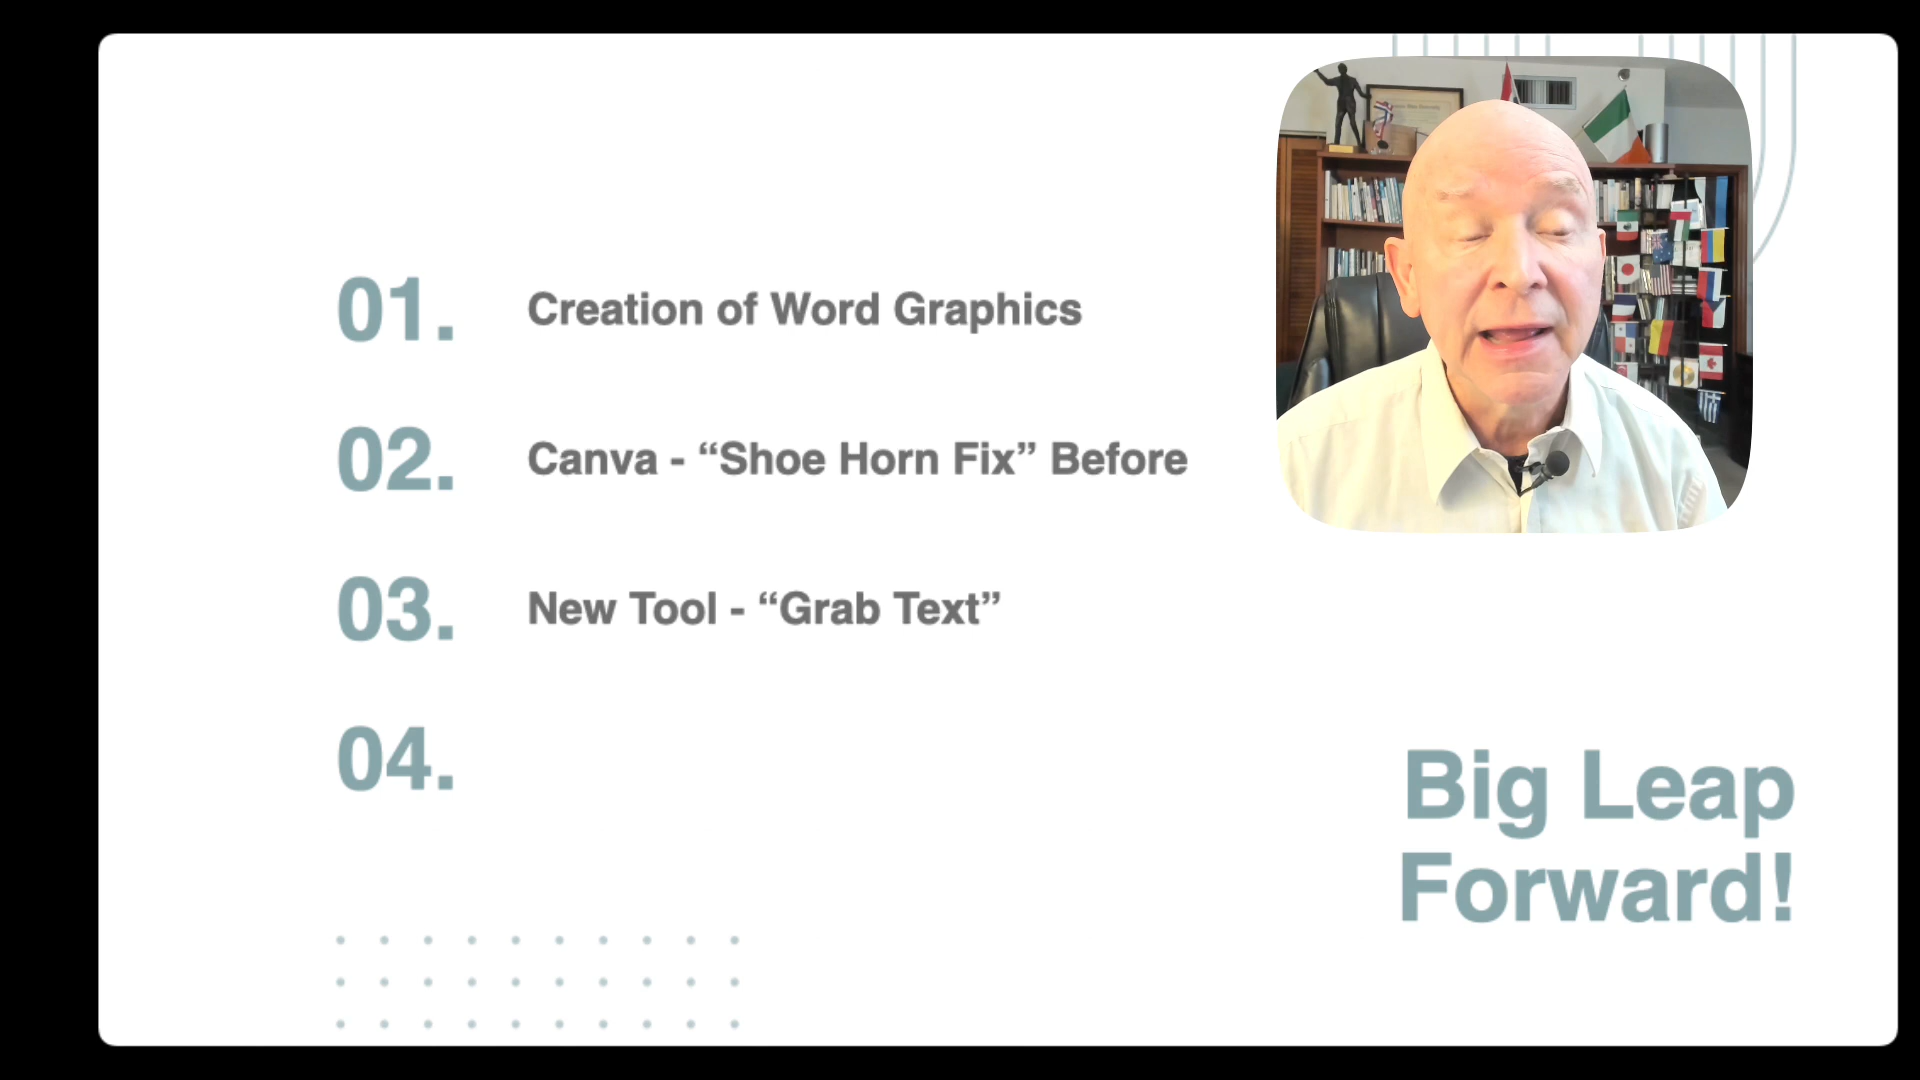 01. Creation of Word Graphics
02. Canva - “Shoe Horn Fix” Before
03. New Tool - “Grab Text”
04.
Big Leap
Forward!